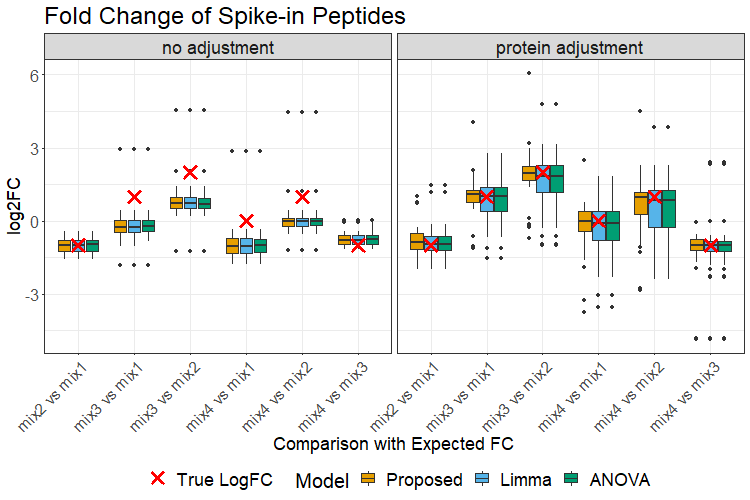 Fold Change of Spike-in Peptides
no adjustment
protein adjustment
log2FC
6
3
0
-3
mix2 vs mix1
mix3 vs mix1
mix3 vs mix2
mix4 vs mix1
mix4 vs mix2
mix4 vs mix3
mix2 vs mix1
mix3 vs mix1
mix3 vs mix2
mix4 vs mix1
mix4 vs mix2
mix4 vs mix3
Comparison with Expected FC
True LogFC Model Proposed Limma ANOVA